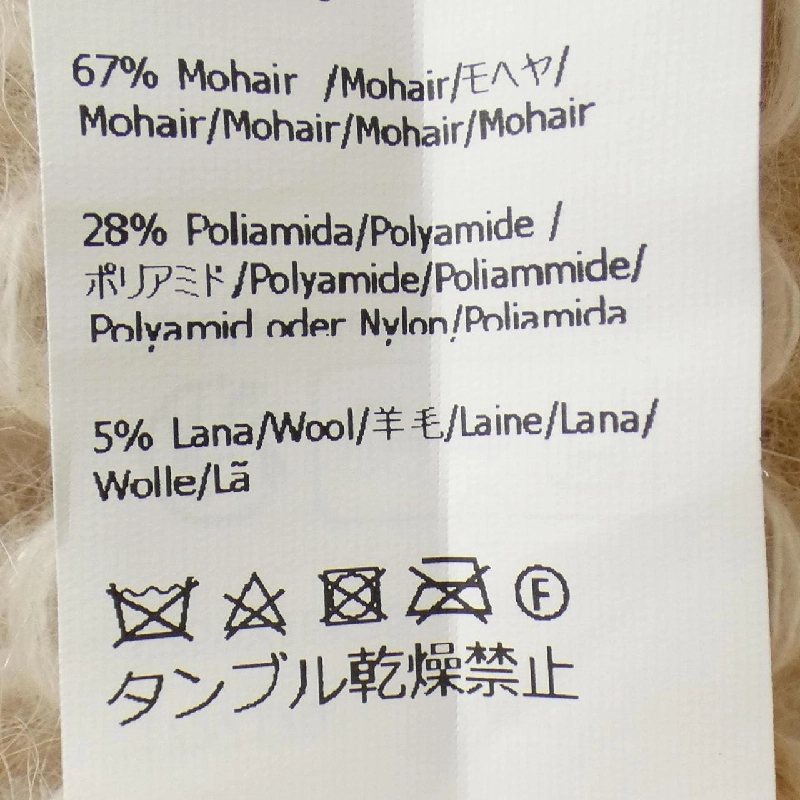 67% Mohair /Mohair/モヘヤ/
Mohair/Mohair/Mohair/Mohair
28% Poliamida/Polyamide /
ポリアミド/Polyamide/Poliammide/
Polyamid oder Nylon/Poliamida
5% Lana/Wool/羊毛/Laine/Lana/
Wolle/Lã
F
タンブル乾燥禁止